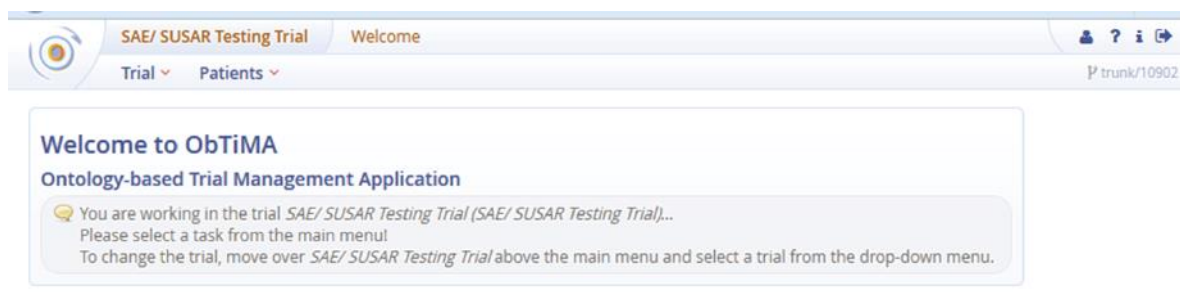 SAE/ SUSAR Testing Trial Welcome
Trial Patients
trunk/10902
Welcome to ObTiMA
Ontology-based Trial Management Application
You are working in the trial SAE/ SUSAR Testing Trial (SAE/ SUSAR Testing Trial)...
Please select a task from the main menu!
To change the trial, move over SAE/ SUSAR Testing Trial above the main menu and select a trial from the drop-down menu.